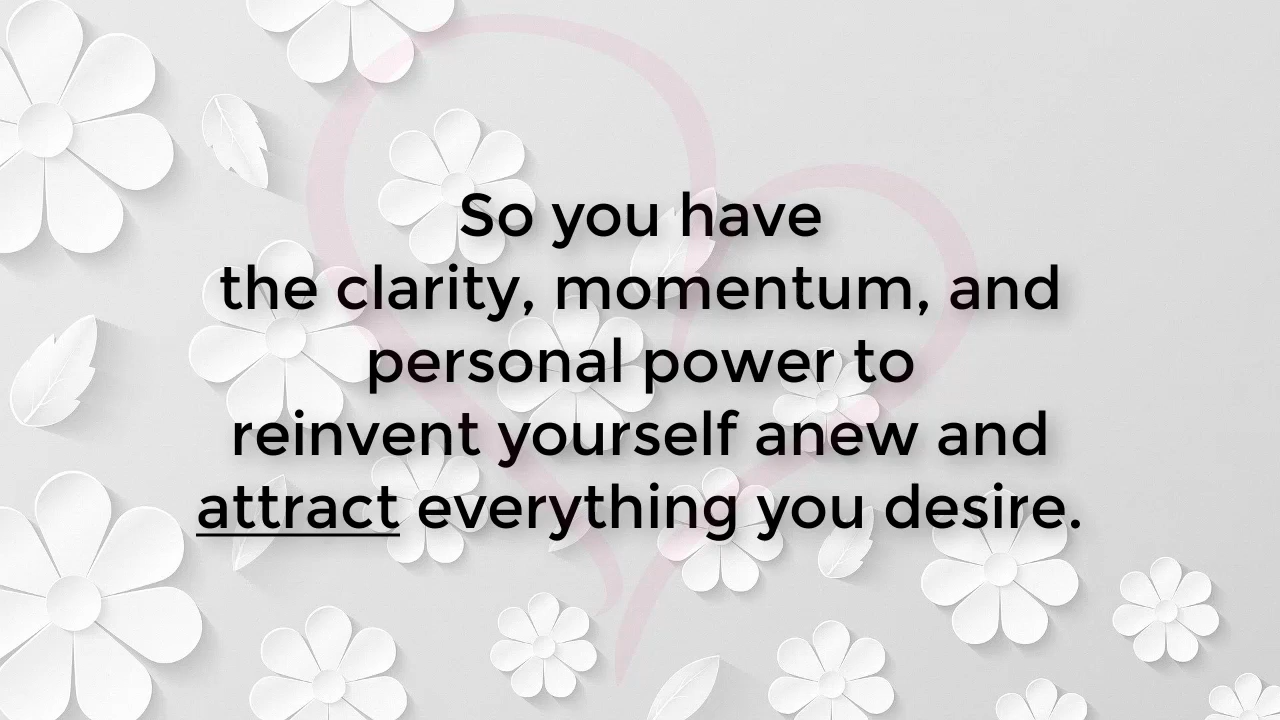 So you have
the clarity, momentum, and
personal power to
reinvent yourself anew and
attract everything you desire.